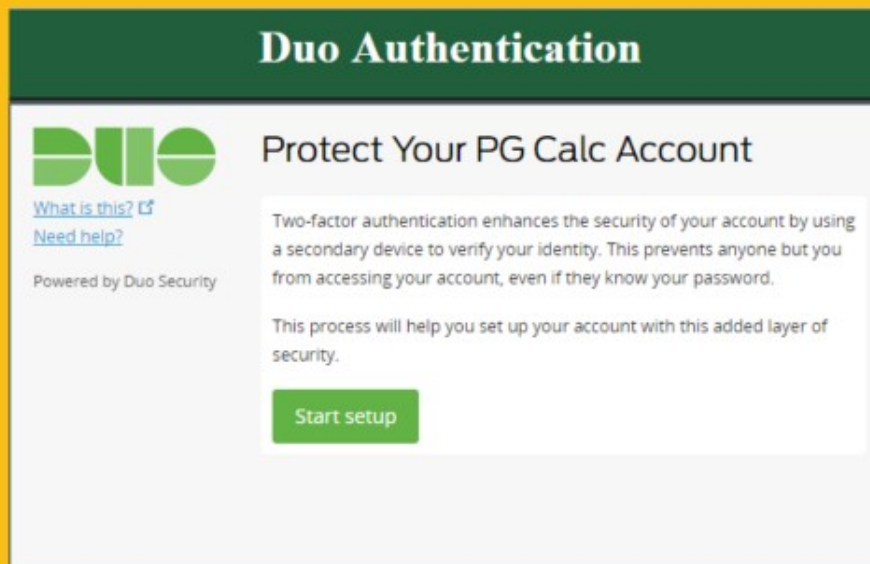 Duo Authentication
DUO
What is this?
Need help?
Powered by Duo Security
Protect Your PG Calc Account
Two-factor authentication enhances the security of your account by using
a secondary device to verify your identity. This prevents anyone but you
from accessing your account, even if they know your password.
This process will help you set up your account with this added layer of
security.
Start setup